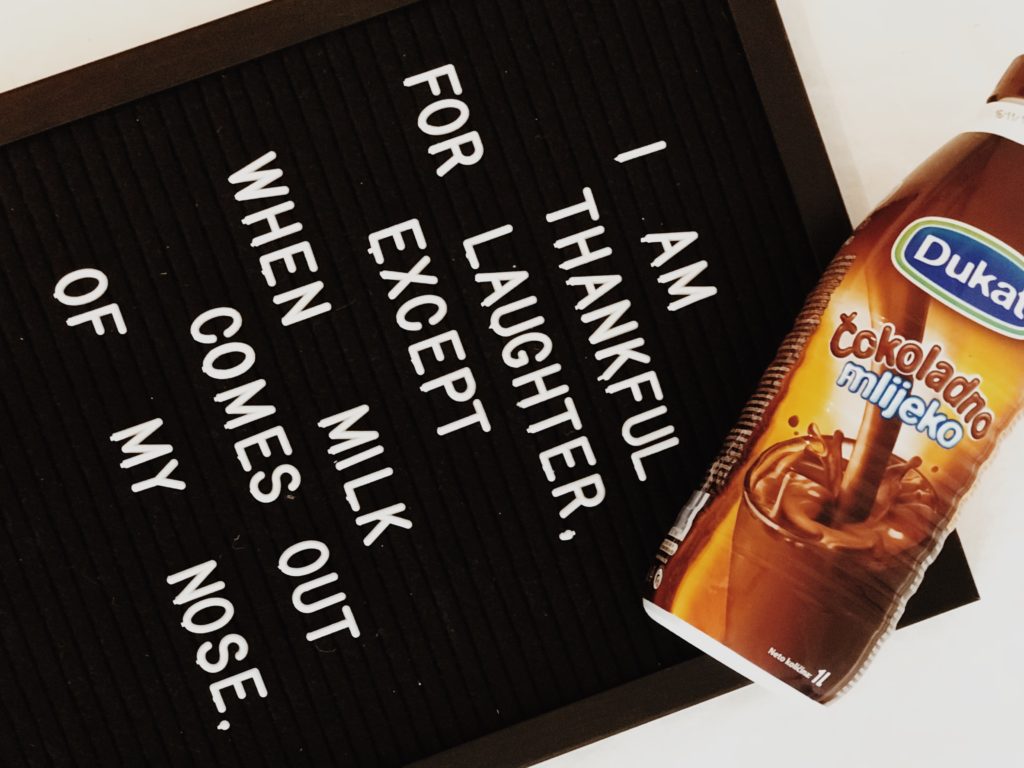 I AM
THANKFUL
FOR LAUGHTER,
EXCEPT
WHEN MILK
COMES OUT
OF MY NOSE,
Dukat
čokoladno
mlijeko
Neto količina: 1L